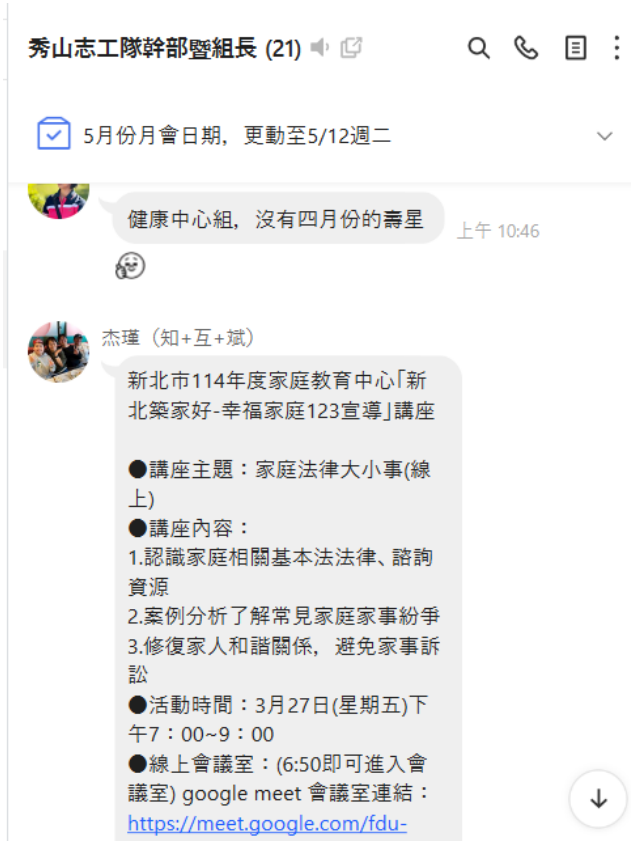 秀山志工隊幹部暨組長 (21)
5月份月會日期，更動至5/12週二
健康中心組，沒有四月份的壽星
上午 10:46
杰瑾（知+互+斌）
新北市114年度家庭教育中心「新
北築家好-幸福家庭123宣導」講座
●講座主題：家庭法律大小事(線
上)
●講座內容：
1.認識家庭相關基本法法律、諮詢
資源
2.案例分析了解常見家庭家事紛爭
3.修復家人和諧關係，避免家事訴
訟
●活動時間：3月27日(星期五)下
午7：00~9：00
●線上會議室：(6:50即可進入會
議室) google meet 會議室連結：
https://meet.google.com/fdu-